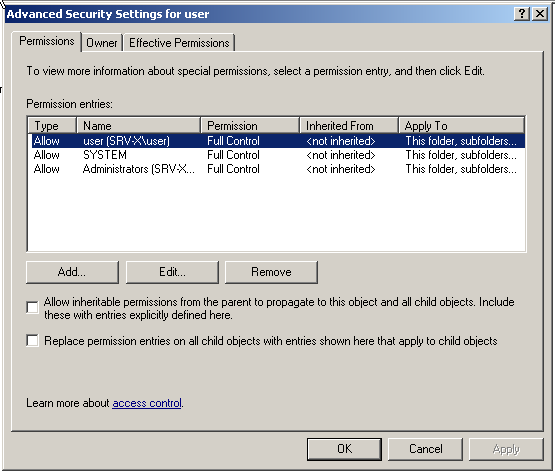 Advanced Security Settings for user
Permissions Owner Effective Permissions
To view more information about special permissions, select a permission entry, and then click Edit.
Permission entries:
Type Name Permission Inherited From Apply To
Allow user (SRV-X\user) Full Control <not inherited> This folder, subfolders...
Allow SYSTEM Full Control <not inherited> This folder, subfolders...
Allow Administrators (SRV-X... Full Control <not inherited> This folder, subfolders...
Add... Edit... Remove
Allow inheritable permissions from the parent to propagate to this object and all child objects. Include
these with entries explicitly defined here.
Replace permission entries on all child objects with entries shown here that apply to child objects
Learn more about access control.
OK Cancel Apply